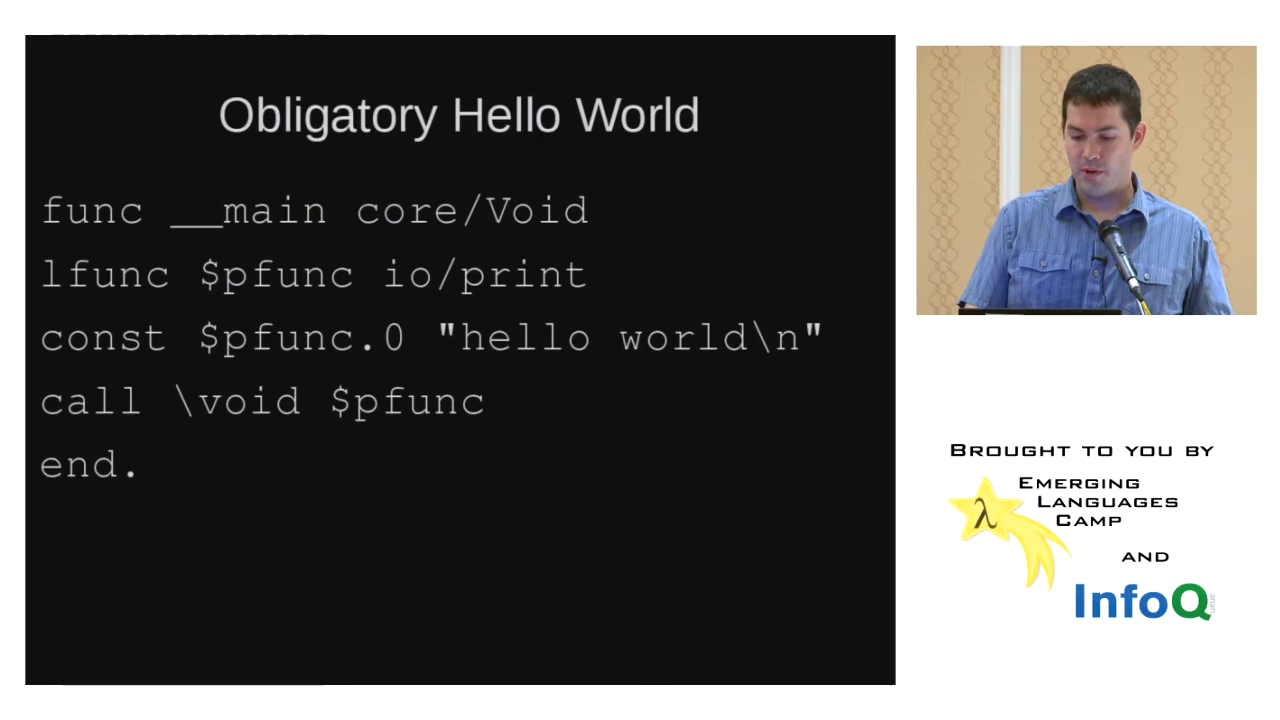 Obligatory Hello World
func __main core/Void
lfunc $pfunc io/print
const $pfunc.0 "hello world\n"
call \void $pfunc
end.
BROUGHT TO YOU BY
EMERGING
LANGUAGES
CAMP
λ
AND
InfoQ
ueue